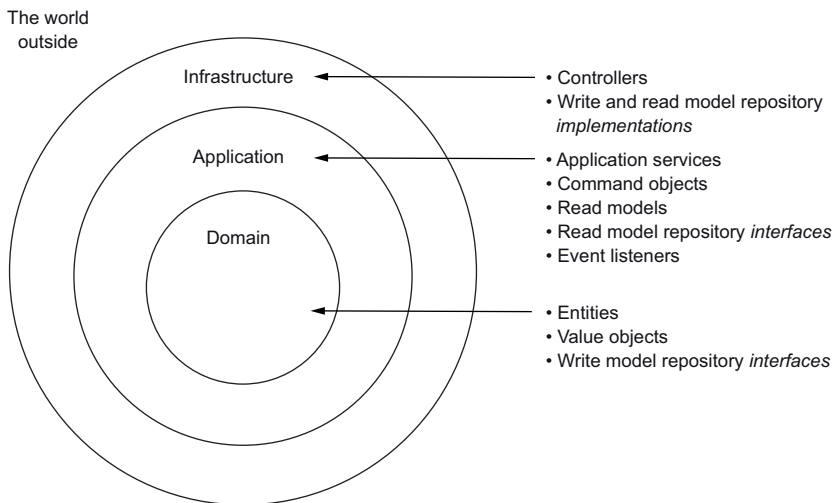 The world
outside
Infrastructure
• Controllers
• Write and read model repository
implementations
Application
• Application services
• Command objects
• Read models
• Read model repository interfaces
• Event listeners
Domain
• Entities
• Value objects
• Write model repository interfaces